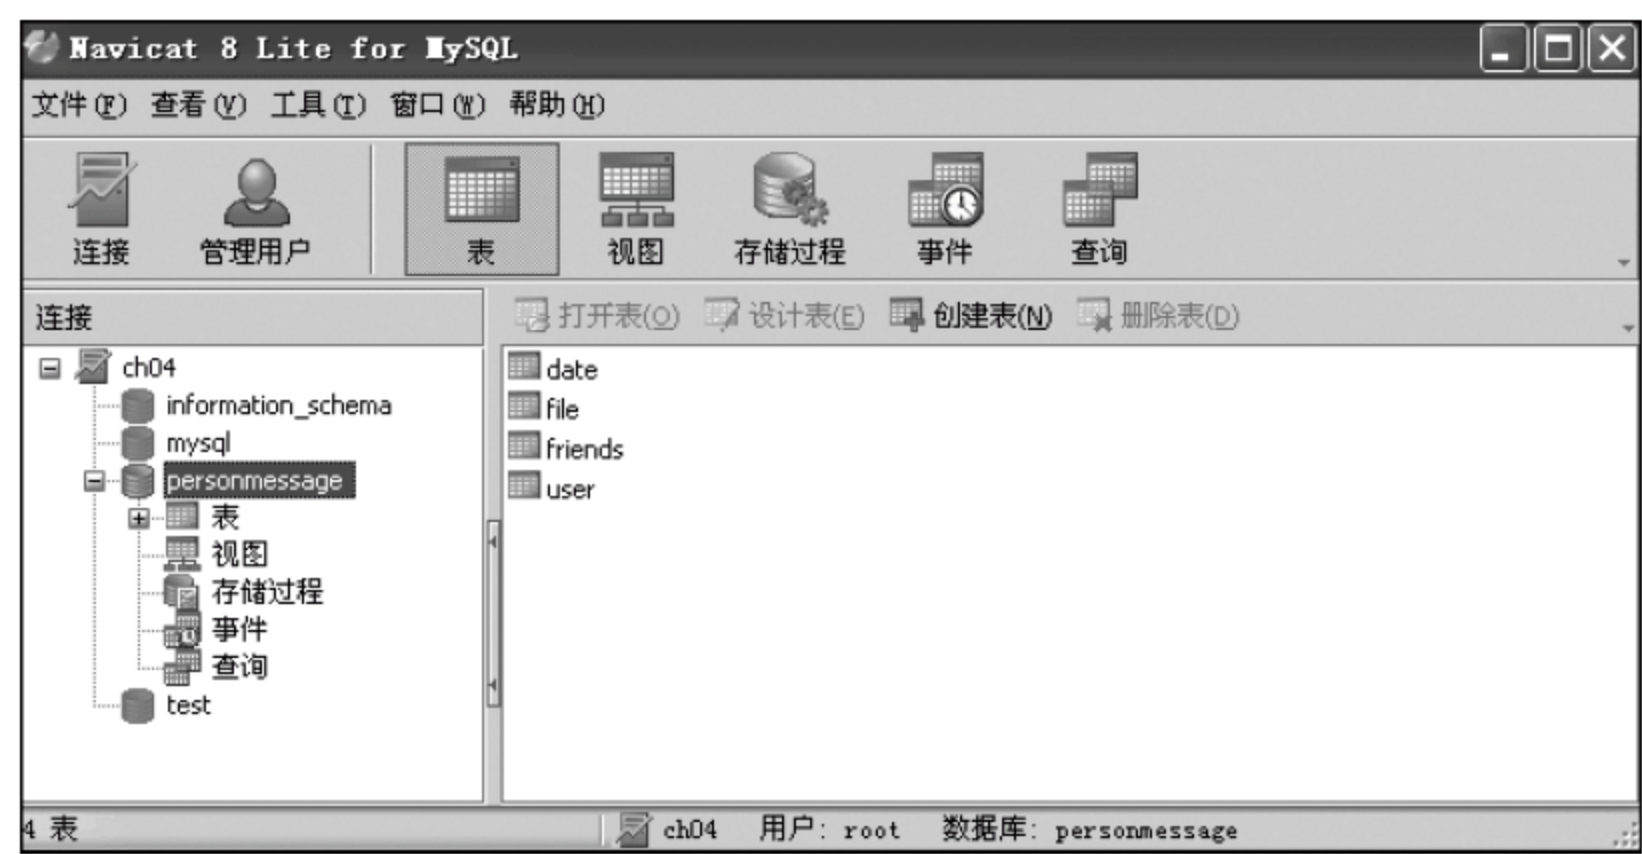 Navicat 8 Lite for MySQL
文件(F) 查看(V) 工具(T) 窗口(W) 帮助(H)
连接 管理用户 表 视图 存储过程 事件 查询
连接
打开表(O) 设计表(E) 创建表(N) 删除表(D)
ch04
information_schema
mysql
personmessage
表
视图
存储过程
事件
查询
test
date
file
friends
user
4 表 ch04 用户: root 数据库: personmessage